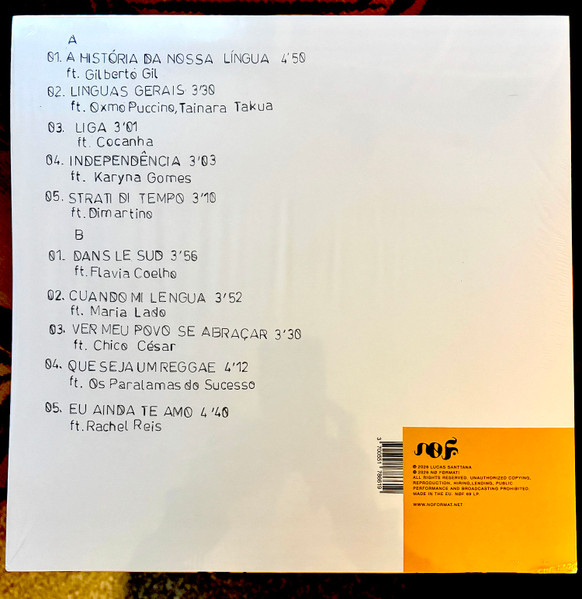 A
01. A HISTÓRIA DA NOSSA LÍNGUA 4'50
ft. Gilberto Gil
02. LINGUAS GERAIS 3'30
ft. Oxmo Puccino, Tainara Takua
03. LIGA 3'01
ft. Cocanha
04. INDEPENDÊNCIA 3'03
ft. Karyna Gomes
05. STRATI DI TEMPO 3'10
ft. Dimartino
B
01. DANS LE SUD 3'56
ft. Flavia Coelho
02. CUANDO MI LENGUA 3'52
ft. Maria Lado
03. VER MEU POVO SE ABRAÇAR 3'30
ft. Chico César
04. QUE SEJA UM REGGAE 4'12
ft. Os Paralamas do Sucesso
05. EU AINDA TE AMO 4'40
ft. Rachel Reis
NØF
℗ 2026 LUCAS SANTTANA
© 2026 NØ FØRMAT!
ALL RIGHTS RESERVED. UNAUTHORIZED COPYING,
REPRODUCTION, HIRING, LENDING, PUBLIC
PERFORMANCE AND BROADCASTING PROHIBITED.
MADE IN THE EU. NØF 69 LP
WWW.NOFORMAT.NET